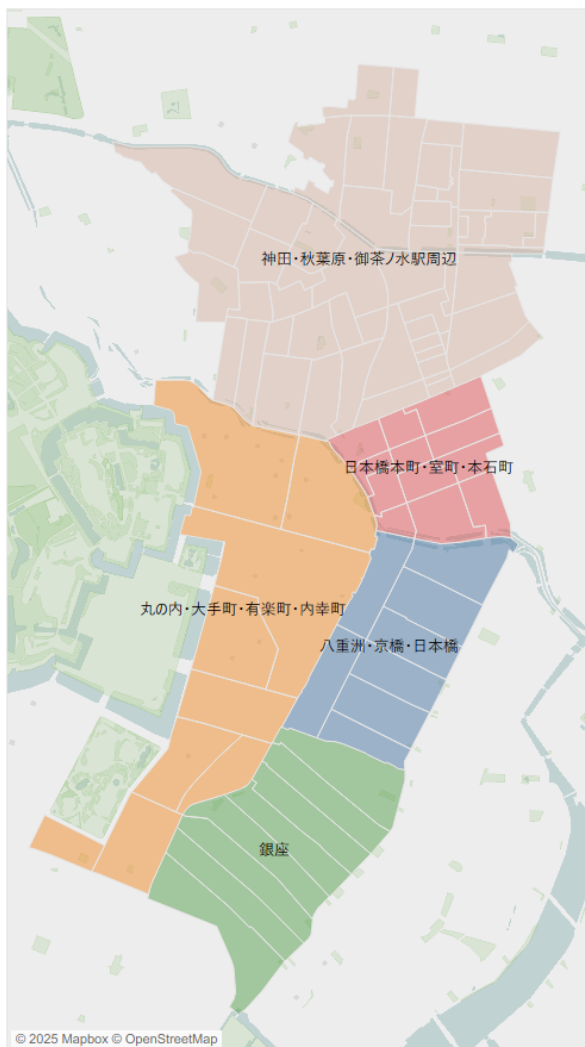 神田・秋葉原・御茶ノ水駅周辺
日本橋本町・室町・本石町
丸の内・大手町・有楽町・内幸町
八重洲・京橋・日本橋
銀座
© 2025 Mapbox © OpenStreetMap